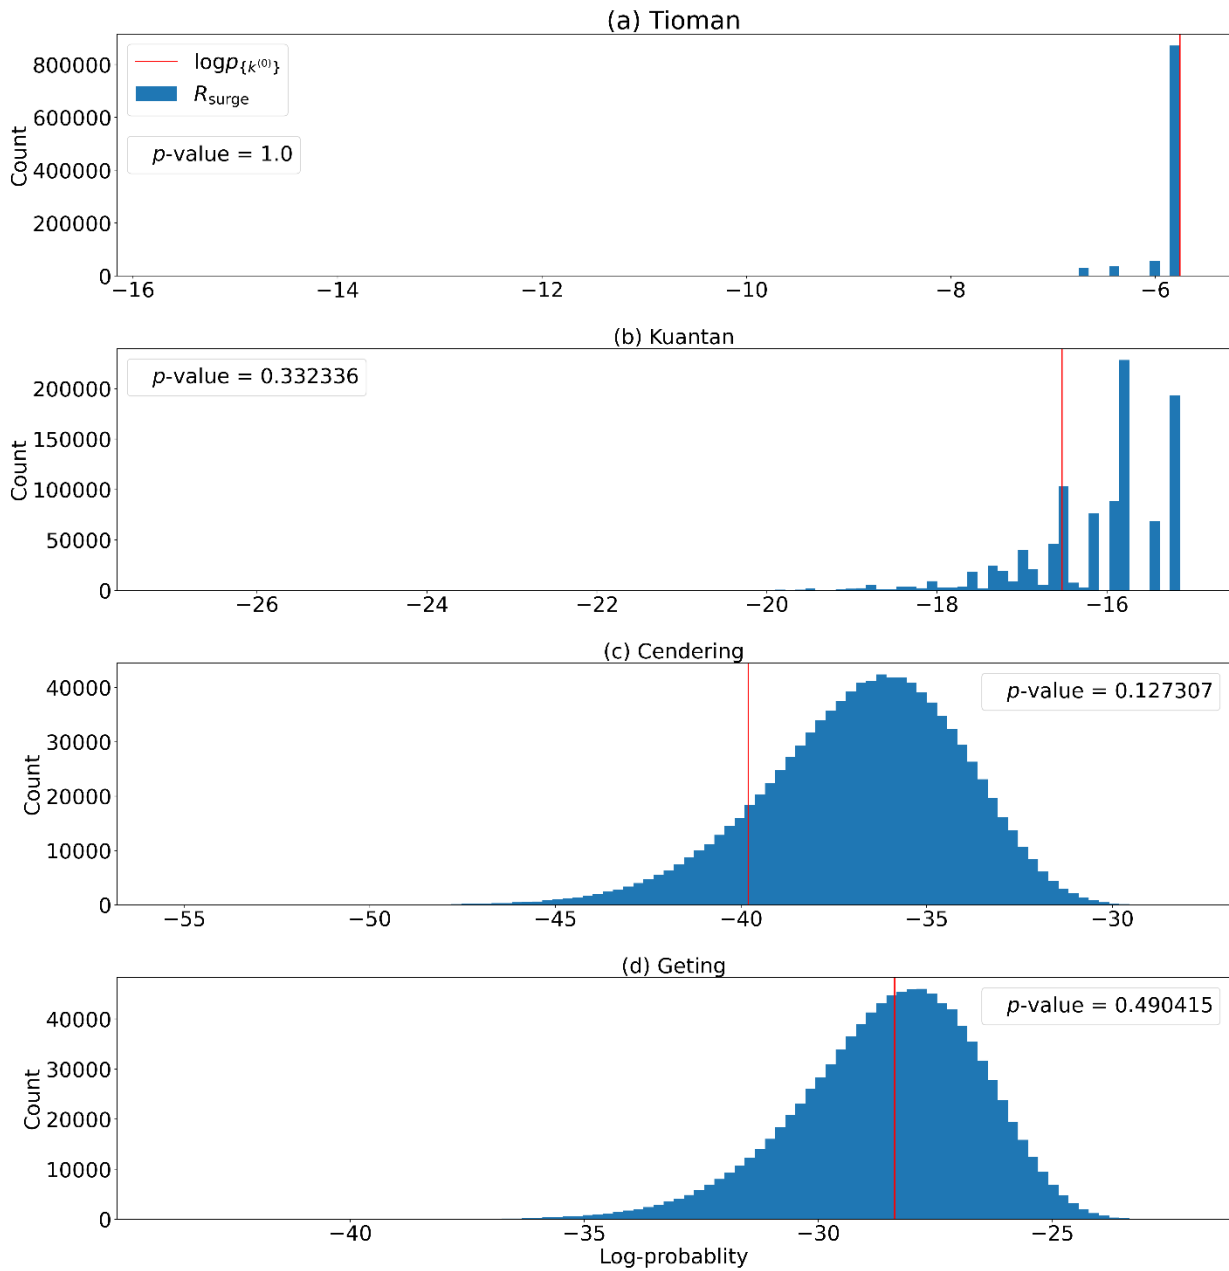 (a) Tioman
800000
600000
400000
200000
0
Count
logp{k(0)}
Rsurge
p-value = 1.0
−16 −14 −12 −10 −8 −6
(b) Kuantan
200000
150000
100000
50000
0
Count
p-value = 0.332336
−26 −24 −22 −20 −18 −16
(c) Cendering
40000
30000
20000
10000
0
Count
p-value = 0.127307
−55 −50 −45 −40 −35 −30
(d) Geting
40000
30000
20000
10000
0
Count
p-value = 0.490415
−40 −35 −30 −25
Log-probablity